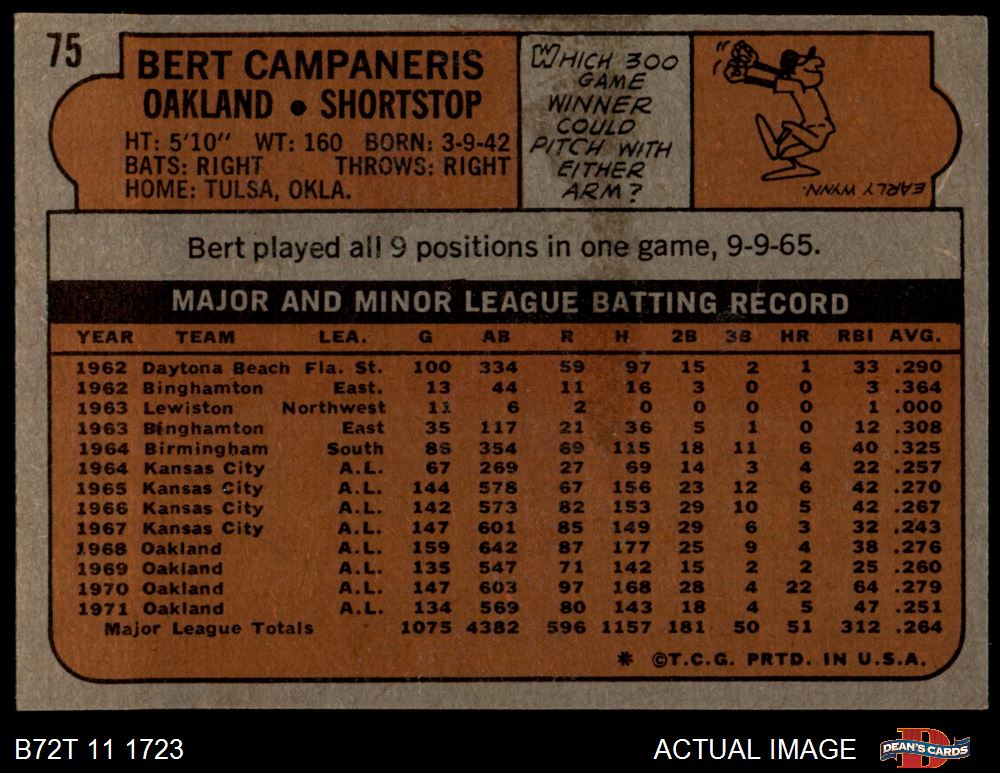 75
BERT CAMPANERIS
OAKLAND • SHORTSTOP
HT: 5'10" WT: 160 BORN: 3-9-42
BATS: RIGHT THROWS: RIGHT
HOME: TULSA, OKLA.
WHICH 300
GAME
WINNER
COULD
PITCH WITH
EITHER
ARM?
EARLY WYNN.
Bert played all 9 positions in one game, 9-9-65.
MAJOR AND MINOR LEAGUE BATTING RECORD
YEAR TEAM LEA. G AB R H 2B 3B HR RBI AVG.
1962 Daytona Beach Fla. St. 100 334 59 97 15 2 1 33 .290
1962 Binghamton East. 13 44 11 16 3 0 0 3 .364
1963 Lewiston Northwest 11 6 2 0 0 0 0 1 .000
1963 Binghamton East 35 117 21 36 5 1 0 12 .308
1964 Birmingham South 86 354 69 115 18 11 6 40 .325
1964 Kansas City A.L. 67 269 27 69 14 3 4 22 .257
1965 Kansas City A.L. 144 578 67 156 23 12 6 42 .270
1966 Kansas City A.L. 142 573 82 153 29 10 5 42 .267
1967 Kansas City A.L. 147 601 85 149 29 6 3 32 .243
1968 Oakland A.L. 159 642 87 177 25 9 4 38 .276
1969 Oakland A.L. 135 547 71 142 15 2 2 25 .260
1970 Oakland A.L. 147 603 97 168 28 4 22 64 .279
1971 Oakland A.L. 134 569 80 143 18 4 5 47 .251
Major League Totals 1075 4382 596 1157 181 50 51 312 .264
* ©T.C.G. PRTD. IN U.S.A.
B72T 11 1723
ACTUAL IMAGE
DEAN'S CARDS